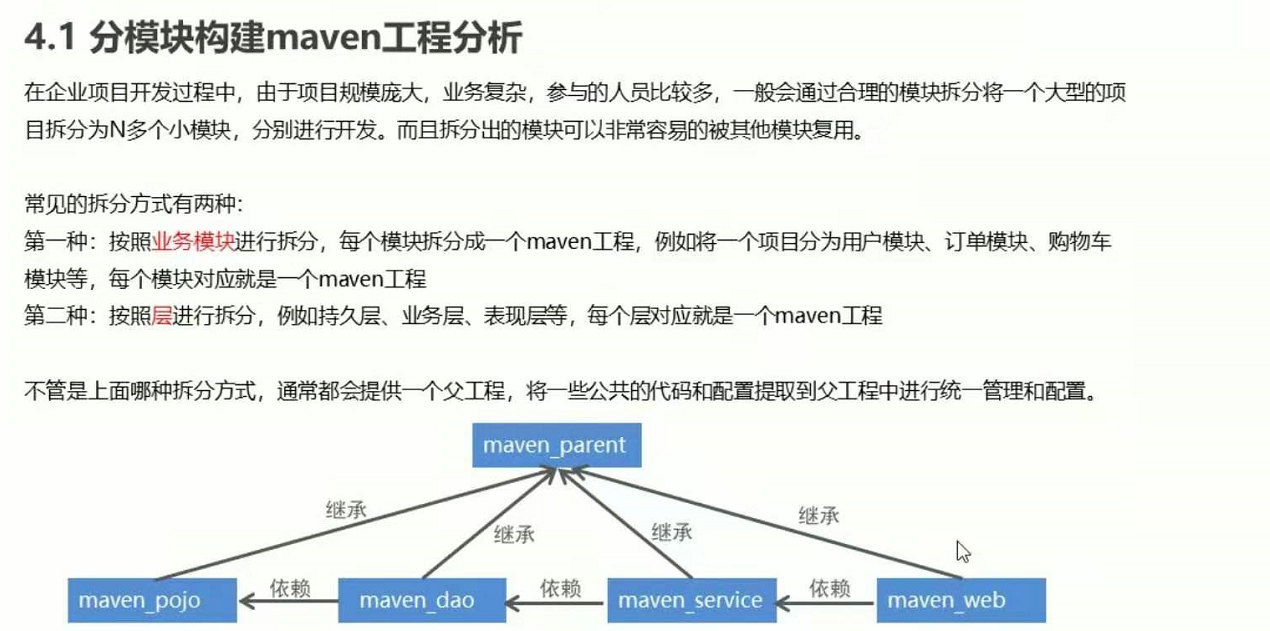 4.1 分模块构建maven工程分析
在企业项目开发过程中，由于项目规模庞大，业务复杂，参与的人员比较多，一般会通过合理的模块拆分将一个大型的项
目拆分为N多个小模块，分别进行开发。而且拆分出的模块可以非常容易的被其他模块复用。
常见的拆分方式有两种：
第一种：按照业务模块进行拆分，每个模块拆分成一个maven工程，例如将一个项目分为用户模块、订单模块、购物车
模块等，每个模块对应就是一个maven工程
第二种：按照层进行拆分，例如持久层、业务层、表现层等，每个层对应就是一个maven工程
不管是上面哪种拆分方式，通常都会提供一个父工程，将一些公共的代码和配置提取到父工程中进行统一管理和配置。
maven_parent
继承
继承
继承
继承
maven_pojo
依赖
maven_dao
依赖
maven_service
依赖
maven_web